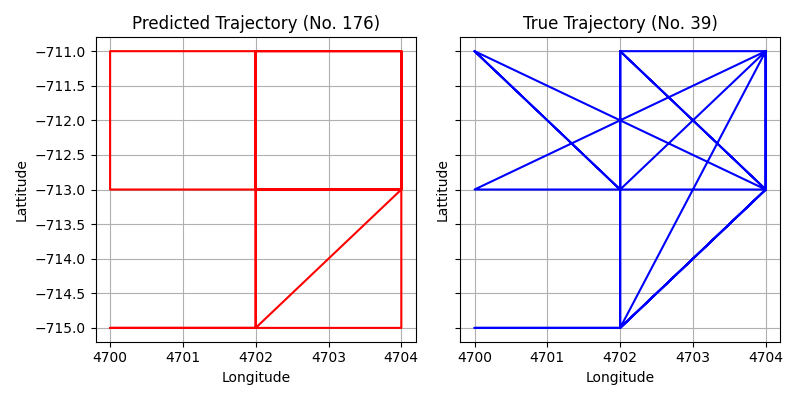 Predicted Trajectory (No. 176)
−711.0
−711.5
−712.0
−712.5
−713.0
−713.5
−714.0
−714.5
−715.0
Lattitude
4700 4701 4702 4703 4704
Longitude
True Trajectory (No. 39)
Lattitude
4700 4701 4702 4703 4704
Longitude